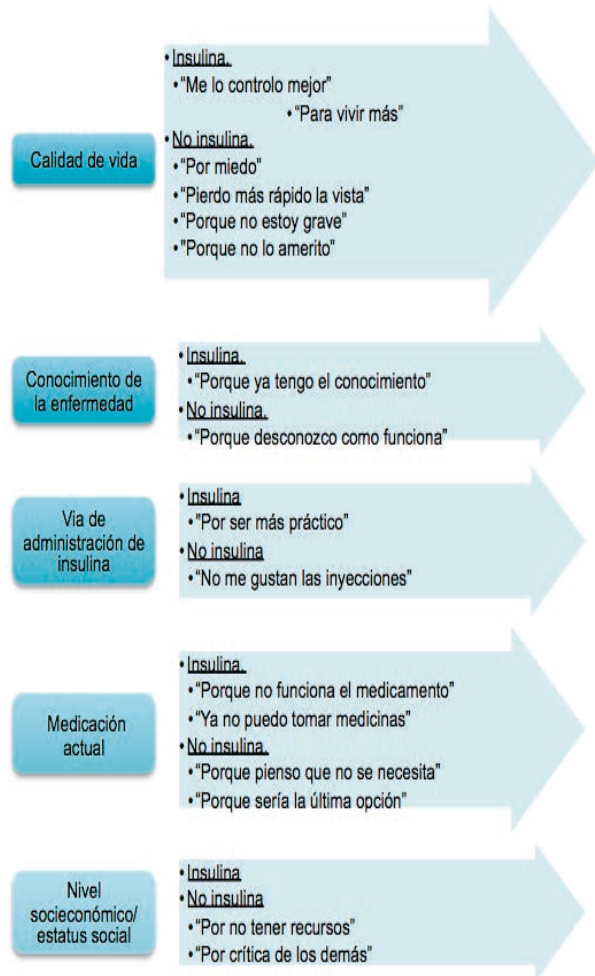 Calidad de vida
• Insulina.
• “Me lo controlo mejor”
• “Para vivir más”
• No insulina.
• “Por miedo”
• “Pierdo más rápido la vista”
• “Porque no estoy grave”
• ”Porque no lo amerito”
Conocimiento de
la enfermedad
• Insulina.
• “Porque ya tengo el conocimiento”
• No insulina.
• “Porque desconozco como funciona”
Via de
administración de
insulina
• Insulina
• “Por ser más práctico”
• No insulina
• “No me gustan las inyecciones”
Medicación
actual
• Insulina.
• “Porque no funciona el medicamento”
• “Ya no puedo tomar medicinas”
• No insulina.
• “Porque pienso que no se necesita”
• “Porque sería la última opción”
Nivel
socieconómico/
estatus social
• Insulina
• No insulina
• “Por no tener recursos”
• “Por crítica de los demás”